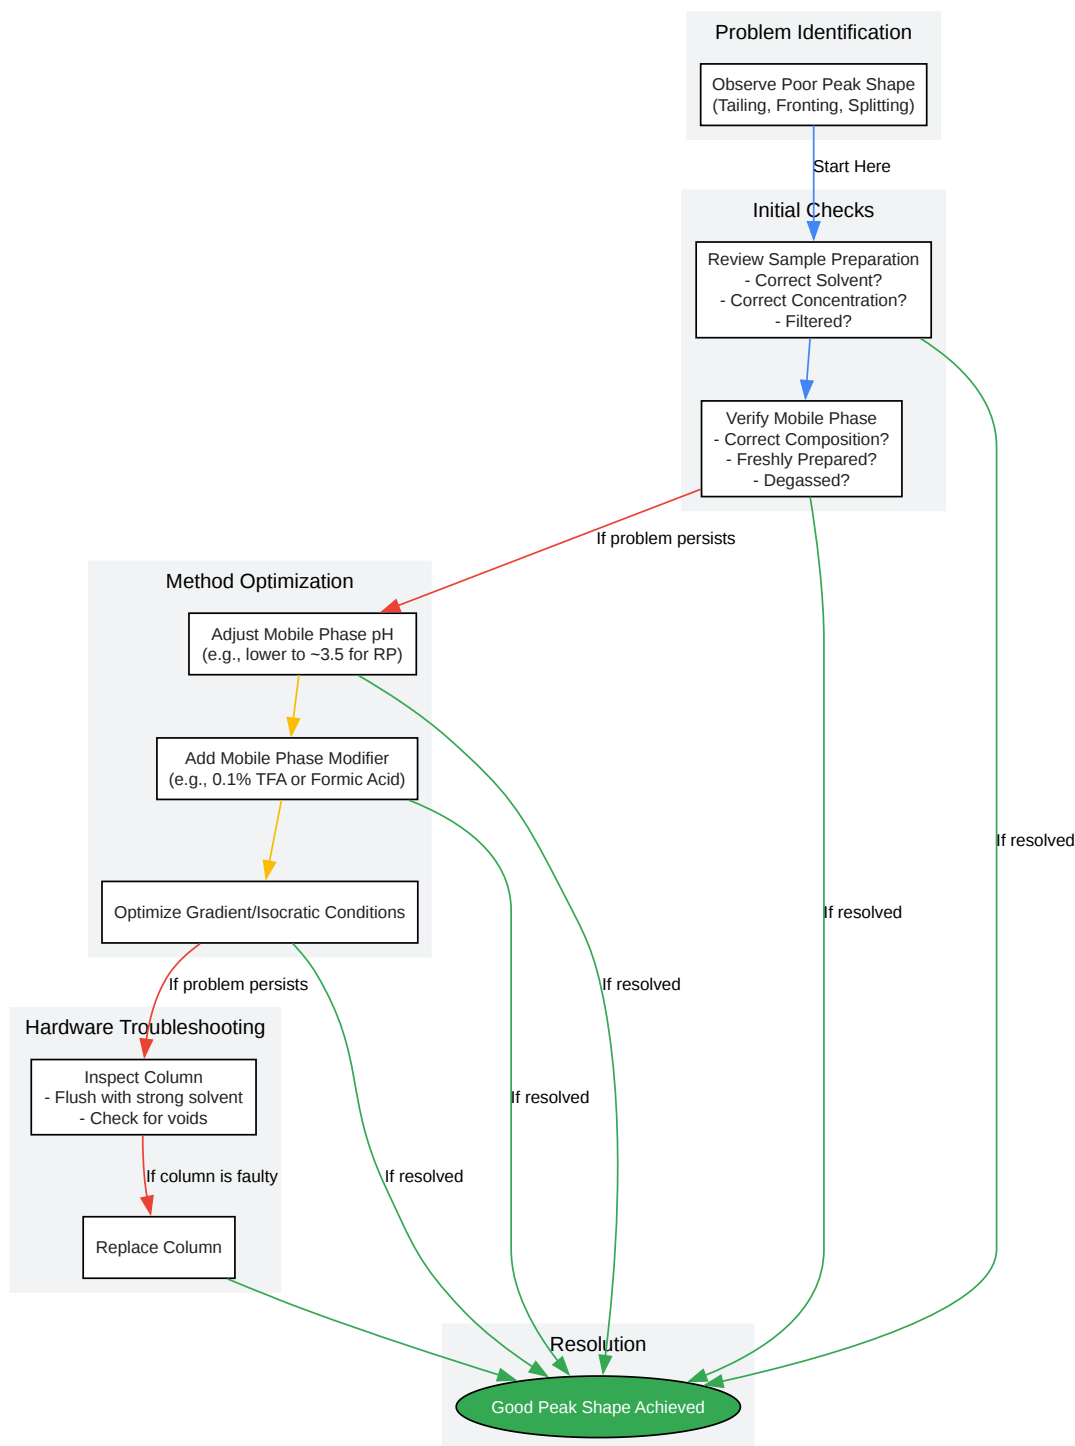 Problem Identification
Observe Poor Peak Shape
(Tailing, Fronting, Splitting)
Start Here
Initial Checks
Review Sample Preparation
- Correct Solvent?
- Correct Concentration?
- Filtered?
Verify Mobile Phase
- Correct Composition?
- Freshly Prepared?
- Degassed?
If problem persists
Method Optimization
Adjust Mobile Phase pH
(e.g., lower to ~3.5 for RP)
Add Mobile Phase Modifier
(e.g., 0.1% TFA or Formic Acid)
If resolved
Optimize Gradient/Isocratic Conditions
If resolved
If problem persists
If resolved
Hardware Troubleshooting
Inspect Column
- Flush with strong solvent
- Check for voids
If resolved
If column is faulty
If resolved
Replace Column
Resolution
Good Peak Shape Achieved